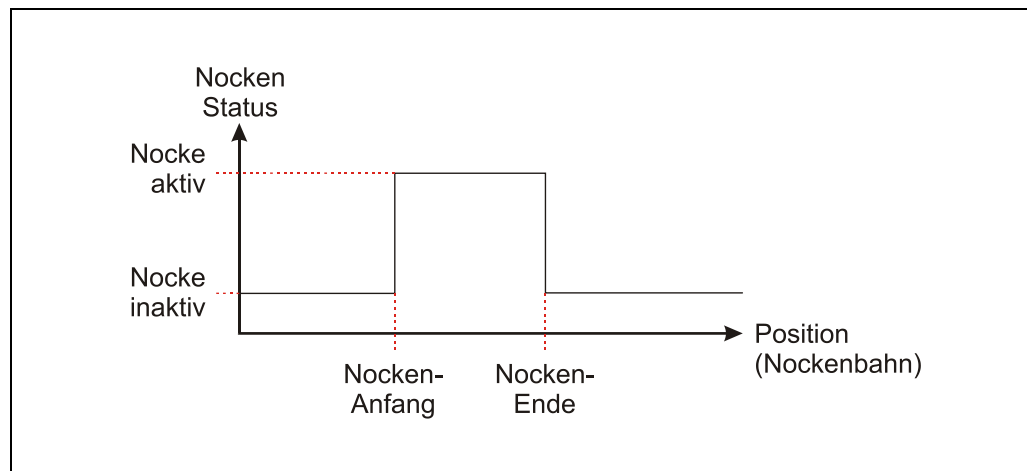 Nocken
Status
Nocke
aktiv
Nocke
inaktiv
Position
(Nockenbahn)
Nocken-
Anfang
Nocken-
Ende